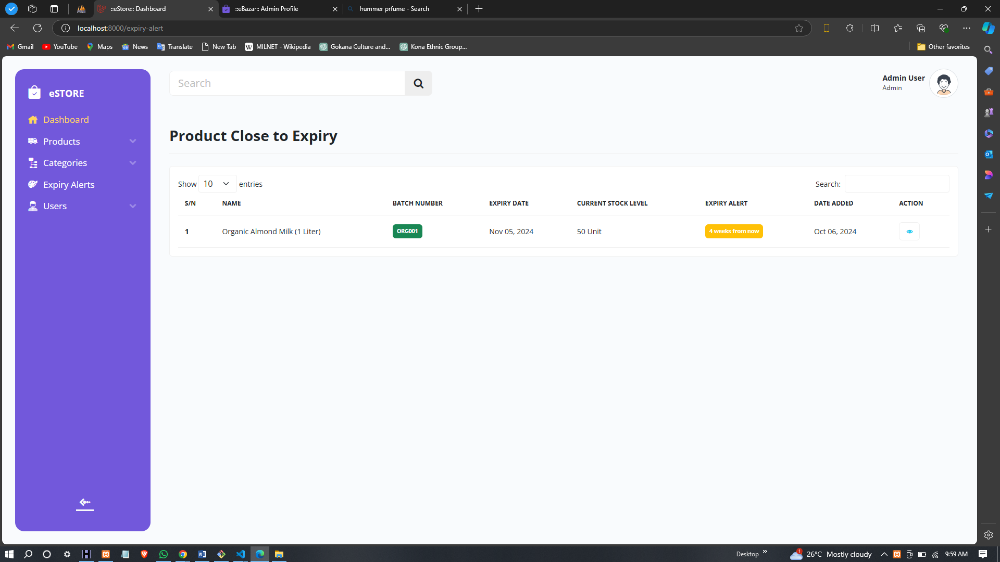 ::eStore:: Dashboard
::eBazar:: Admin Profile
hummer prfume - Search
localhost:8000/expiry-alert
Gmail
YouTube
Maps
News
Translate
New Tab
MILNET - Wikipedia
Gokana Culture and...
Kona Ethnic Group...
Other favorites
eSTORE
Dashboard
Products
Categories
Expiry Alerts
Users
Search
Admin User
Admin
Product Close to Expiry
Show 10 entries
Search:
S/N NAME BATCH NUMBER EXPIRY DATE CURRENT STOCK LEVEL EXPIRY ALERT DATE ADDED ACTION
1 Organic Almond Milk (1 Liter) ORG001 Nov 05, 2024 50 Unit 4 weeks from now Oct 06, 2024
Desktop
1
26°C Mostly cloudy
9:59 AM